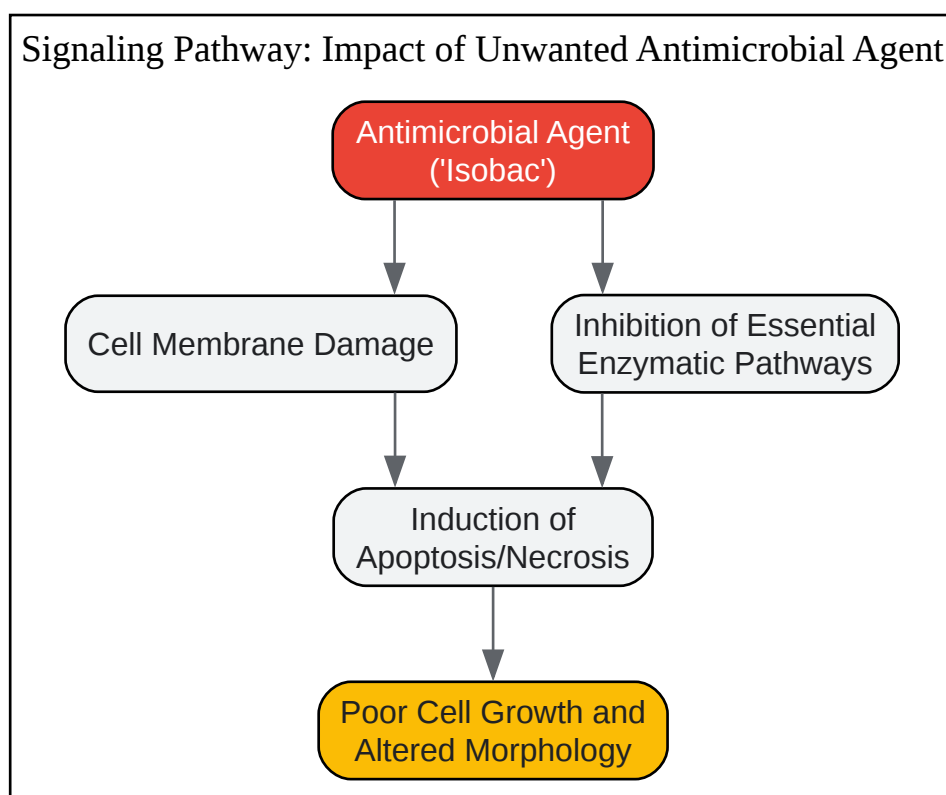 Signaling Pathway: Impact of Unwanted Antimicrobial Agent
Antimicrobial Agent
('Isobac')
Cell Membrane Damage
Inhibition of Essential
Enzymatic Pathways
Induction of
Apoptosis/Necrosis
Poor Cell Growth and
Altered Morphology